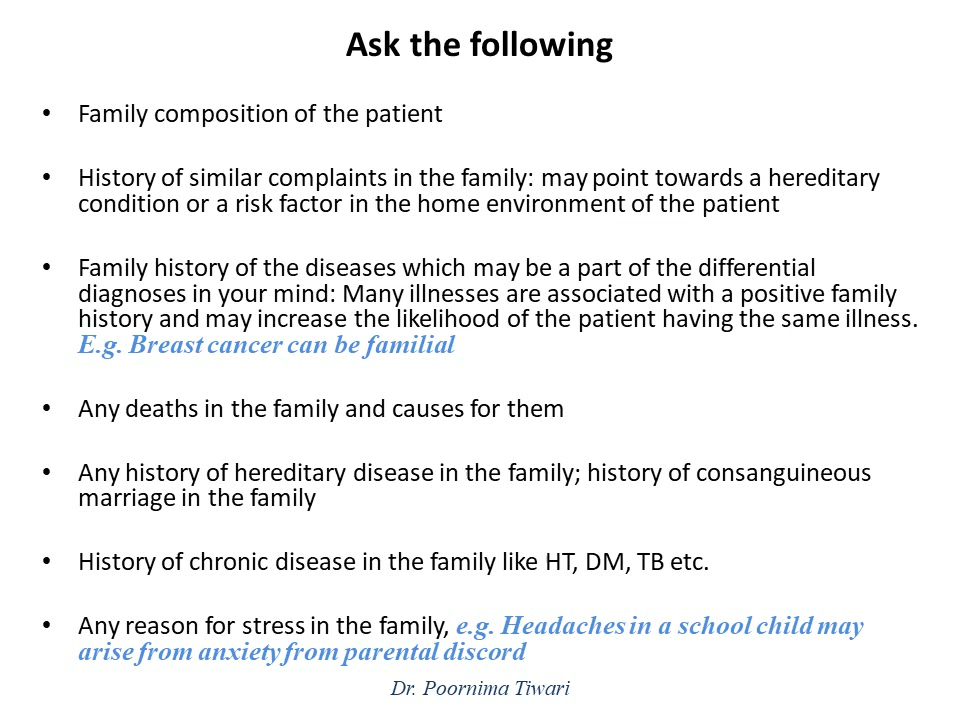 Ask the following
• Family composition of the patient
• History of similar complaints in the family: may point towards a hereditary
condition or a risk factor in the home environment of the patient
• Family history of the diseases which may be a part of the differential
diagnoses in your mind: Many illnesses are associated with a positive family
history and may increase the likelihood of the patient having the same illness.
E.g. Breast cancer can be familial
• Any deaths in the family and causes for them
• Any history of hereditary disease in the family; history of consanguineous
marriage in the family
• History of chronic disease in the family like HT, DM, TB etc.
• Any reason for stress in the family, e.g. Headaches in a school child may
arise from anxiety from parental discord
Dr. Poornima Tiwari